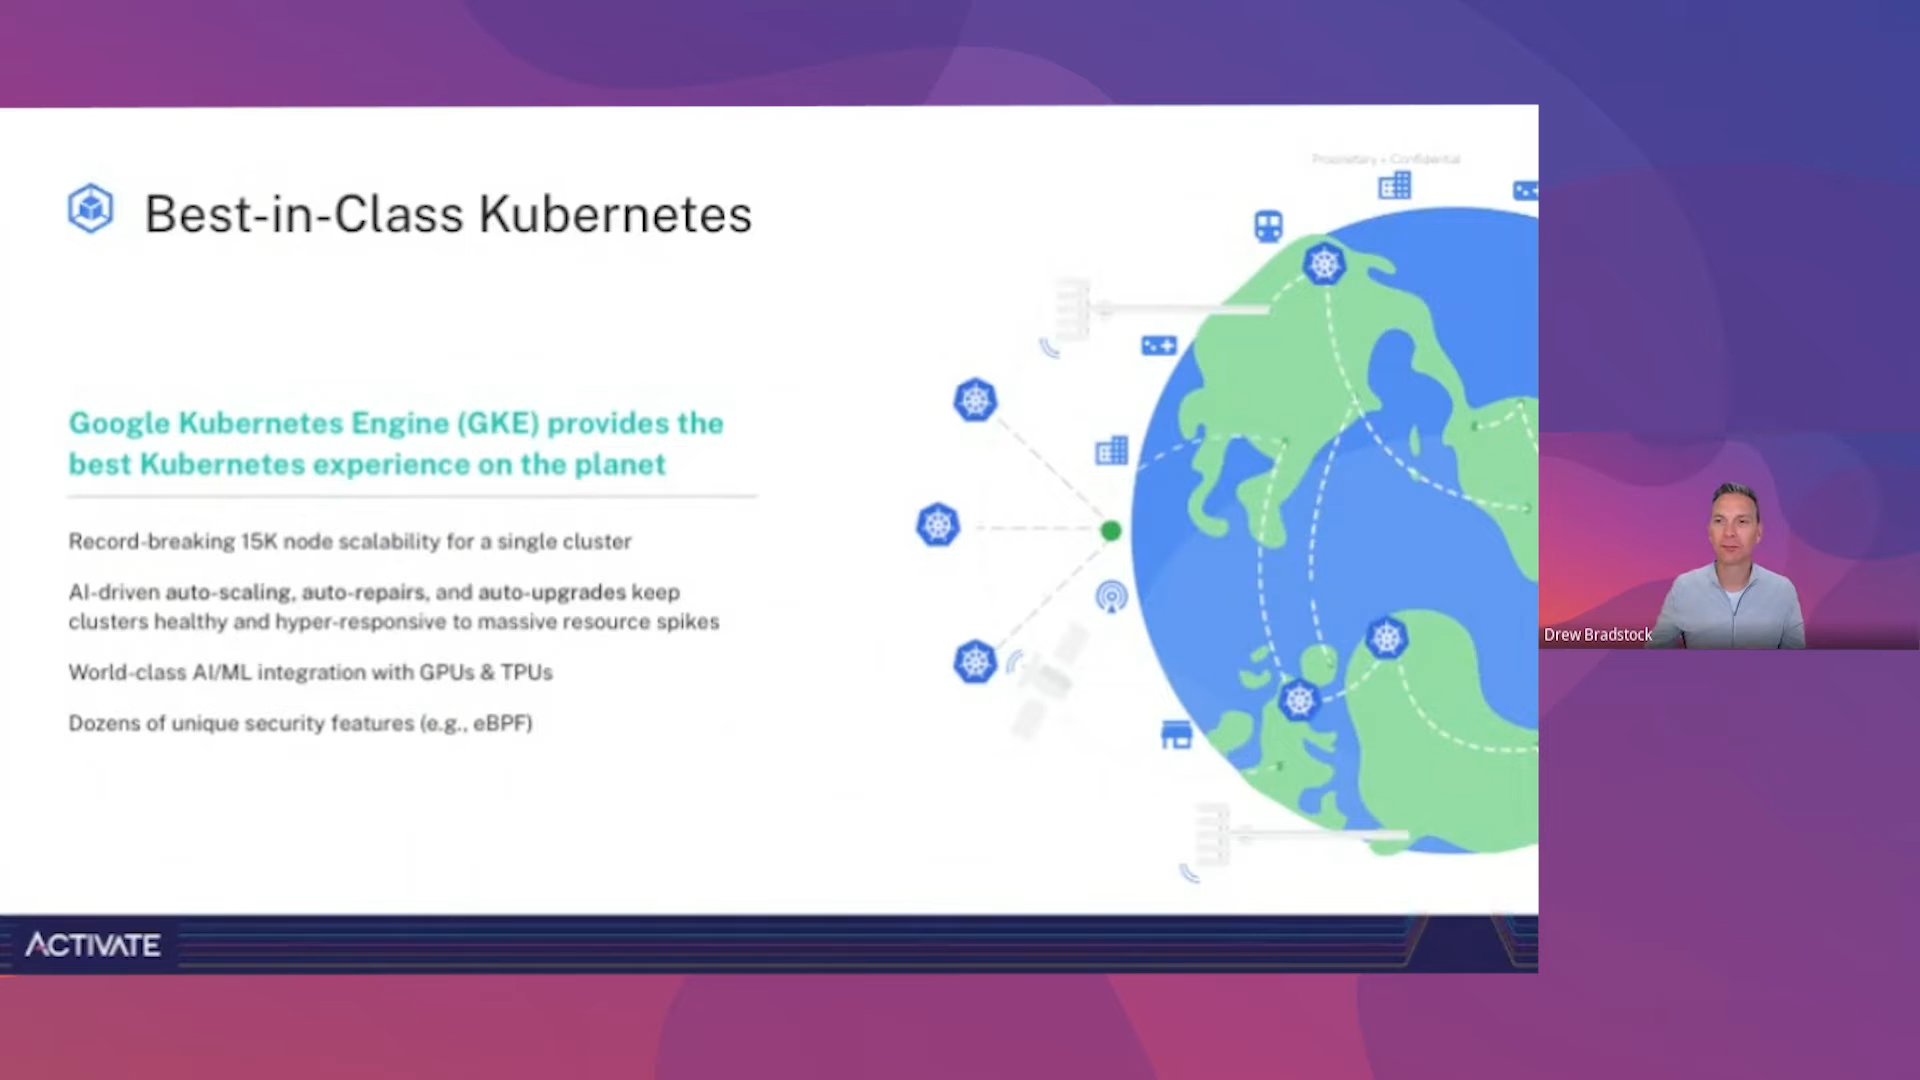 Proprietary + Confidential
Best-in-Class Kubernetes
Google Kubernetes Engine (GKE) provides the
best Kubernetes experience on the planet
Record-breaking 15K node scalability for a single cluster
AI-driven auto-scaling, auto-repairs, and auto-upgrades keep
clusters healthy and hyper-responsive to massive resource spikes
World-class AI/ML integration with GPUs & TPUs
Dozens of unique security features (e.g., eBPF)
Drew Bradstock
ACTIVATE